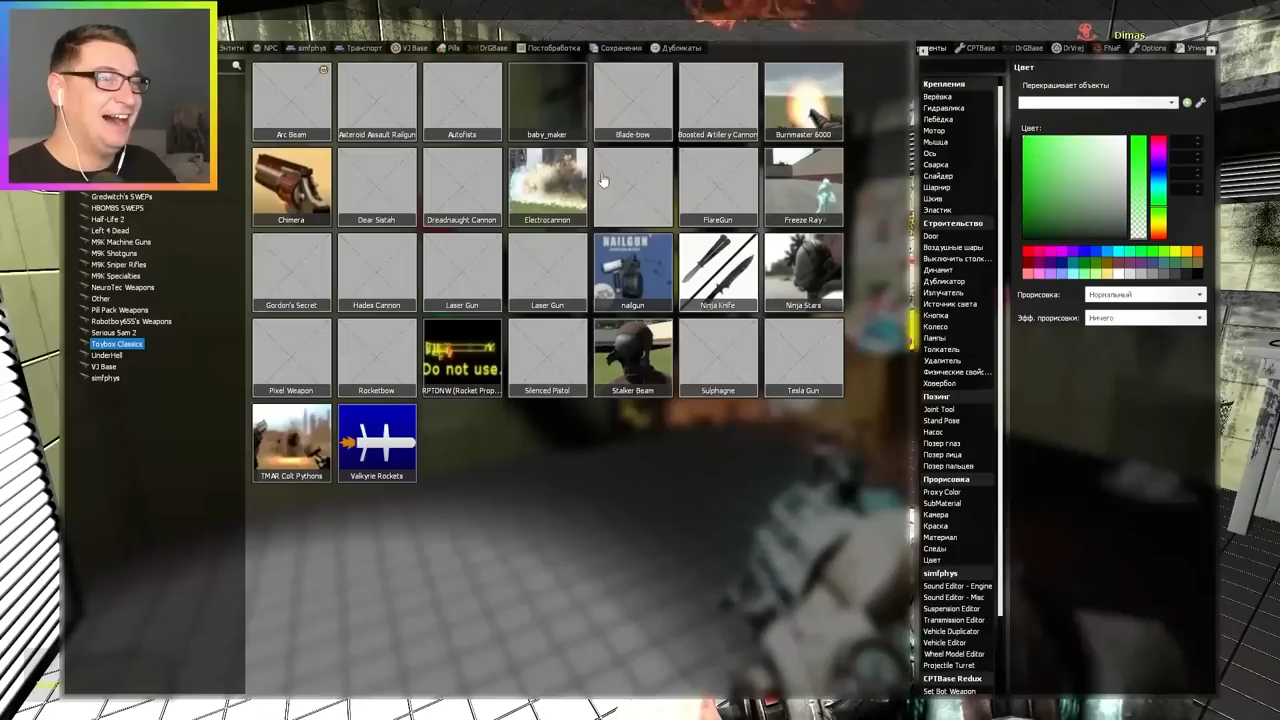 Dimas
Энтити NPC simfphys Транспорт VJ Base Pills DrGBase Постобработка Сохранения Дубликаты
менты CPTBase DrGBase DrVrej FNaF Options Утили
Gredwitch's SWEPs
HBOMBS SWEPS
Half-Life 2
Left 4 Dead
M9K Machine Guns
M9K Shotguns
M9K Sniper Rifles
M9K Specialties
NeuroTec Weapons
Other
Pill Pack Weapons
Robotboy655's Weapons
Serious Sam 2
Toybox Classics
UnderHell
VJ Base
simfphys
Arc Beam
Asteroid Assault Railgun
Autofists
baby_maker
Blade-bow
Boosted Artillery Cannon
Burnmaster 6000
Chimera
Dear Sistah
Dreadnaught Cannon
Electrocannon
FlareGun
Freeze Ray
Gordon's Secret
Hades Cannon
Laser Gun
Laser Gun
NAILGUN
nailgun
Ninja Knife
Ninja Stars
Pixel Weapon
Rocketbow
Do not use.
RPTDNW (Rocket Prop...
Silenced Pistol
Stalker Beam
Sulphagne
Tesla Gun
TMAR Colt Pythons
Valkyrie Rockets
Крепления
Верёвка
Гидравлика
Лебёдка
Мотор
Мышца
Ось
Сварка
Слайдер
Шарнир
Шкив
Эластик
Строительство
Door
Воздушные шары
Выключить столк...
Динамит
Дубликатор
Излучатель
Источник света
Кнопка
Колесо
Лампы
Толкатель
Удалитель
Физические свойс...
Ховербол
Позинг
Joint Tool
Stand Pose
Насос
Позер глаз
Позер лица
Позер пальцев
Прорисовка
Proxy Color
SubMaterial
Камера
Краска
Материал
Следы
Цвет
simfphys
Sound Editor - Engine
Sound Editor - Misc
Suspension Editor
Transmission Editor
Vehicle Duplicator
Vehicle Editor
Wheel Model Editor
Projectile Turret
CPTBase Redux
Set Bot Weapon
Цвет
Перекрашивает объекты
Цвет:
Прорисовка: Нормальный
Эфф. прорисовки: Ничего